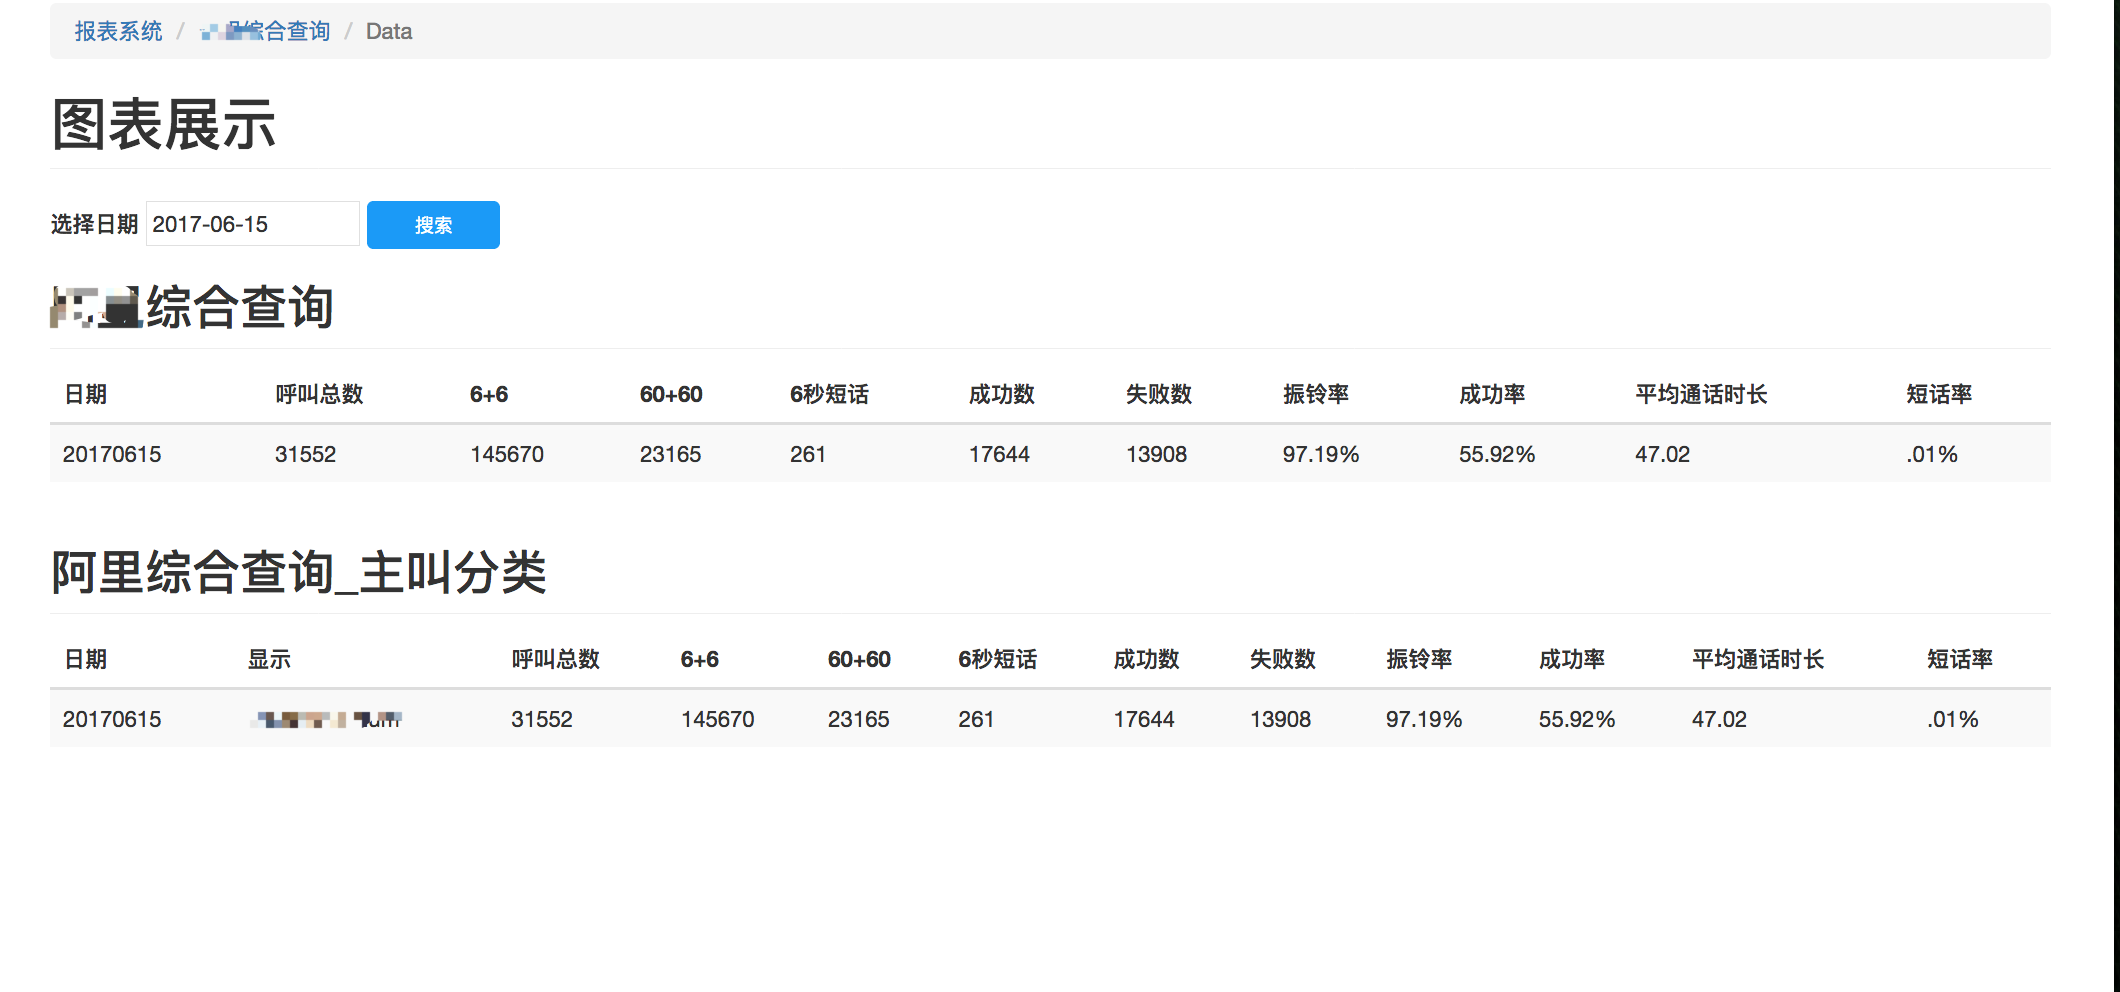 报表系统 / 综合查询 / Data
图表展示
选择日期 2017-06-15 搜索
综合查询
日期 呼叫总数 6+6 60+60 6秒短话 成功数 失败数 振铃率 成功率 平均通话时长 短话率
20170615 31552 145670 23165 261 17644 13908 97.19% 55.92% 47.02 .01%
阿里综合查询_主叫分类
日期 显示 呼叫总数 6+6 60+60 6秒短话 成功数 失败数 振铃率 成功率 平均通话时长 短话率
20170615 31552 145670 23165 261 17644 13908 97.19% 55.92% 47.02 .01%